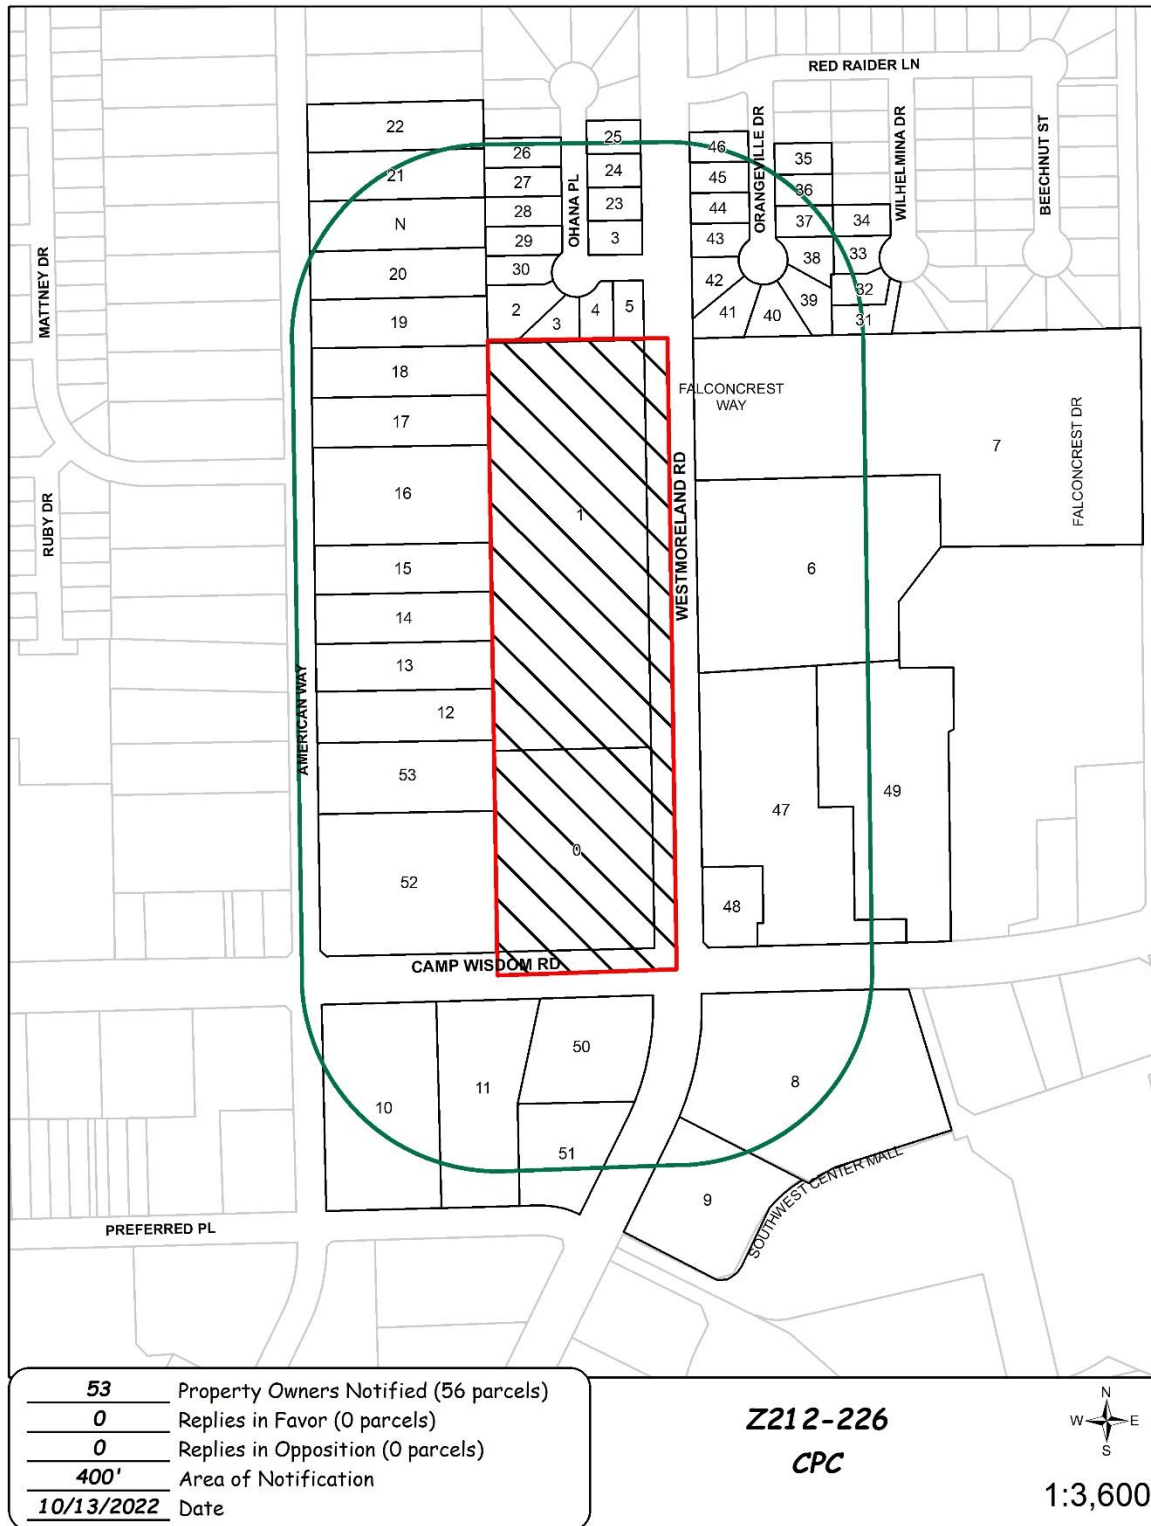 RED RAIDER LN
22
25
46
26
35
21
24
45
27
36
ORANGEVILLE DR
WILHELMINA DR
BEECHNUT ST
OHANA PL
28
23
44
37
34
N
29
3
43
MATTNEY DR
20
30
42
38
33
2
3
4
5
41
40
39
32
31
19
18
FALCONCREST
WAY
17
7
FALCONCREST DR
16
1
WESTMORELAND RD
RUBY DR
15
6
14
13
AMERICAN WAY
12
53
47
49
0
52
48
CAMP WISDOM RD
50
11
10
8
51
9
SOUTHWEST CENTER MALL
PREFERRED PL
53 Property Owners Notified (56 parcels)
0 Replies in Favor (0 parcels)
0 Replies in Opposition (0 parcels)
400' Area of Notification
10/13/2022 Date
Z212-226
CPC
N
W E
S
1:3,600